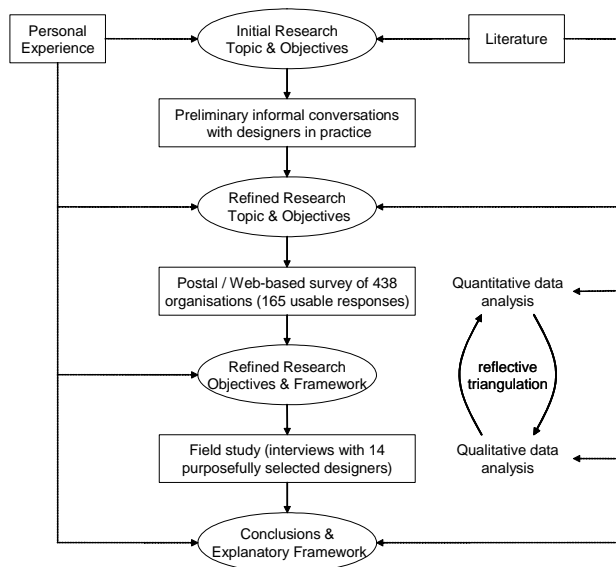 Personal
Experience
Initial Research
Topic & Objectives
Literature
Preliminary informal conversations
with designers in practice
Refined Research
Topic & Objectives
Postal / Web-based survey of 438
organisations (165 usable responses)
Quantitative data
analysis
reflective
triangulation
Refined Research
Objectives & Framework
Field study (interviews with 14
purposefully selected designers)
Qualitative data
analysis
Conclusions &
Explanatory Framework